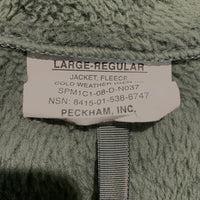 LARGE-REGULAR
JACKET, FLEECE
COLD WEATHER
SPM1C1-08-D-N037
NSN: 8415-01-538-6747
PECKHAM, INC.